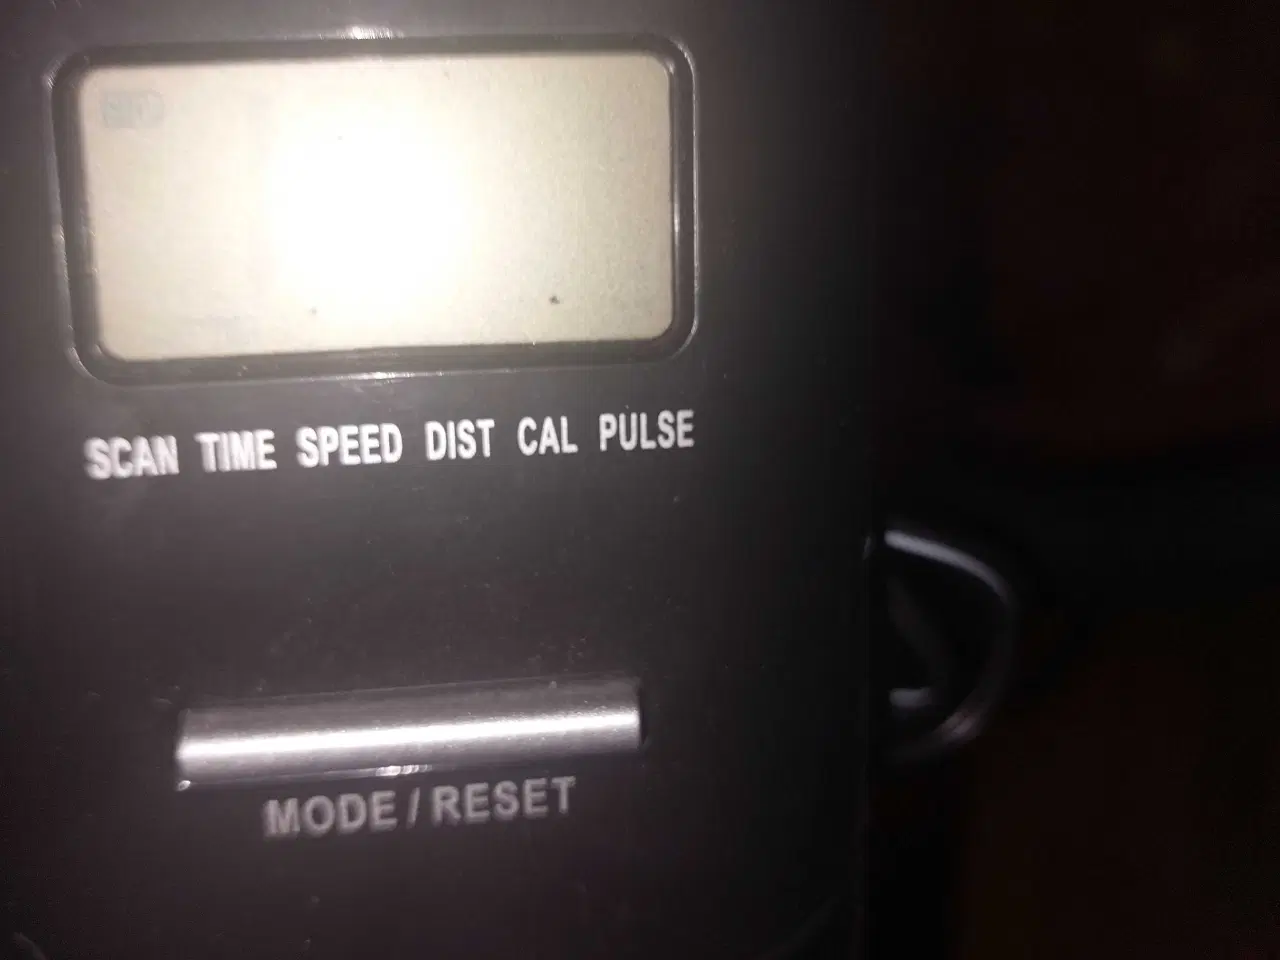 SCAN TIME SPEED DIST CAL PULSE
MODE / RESET